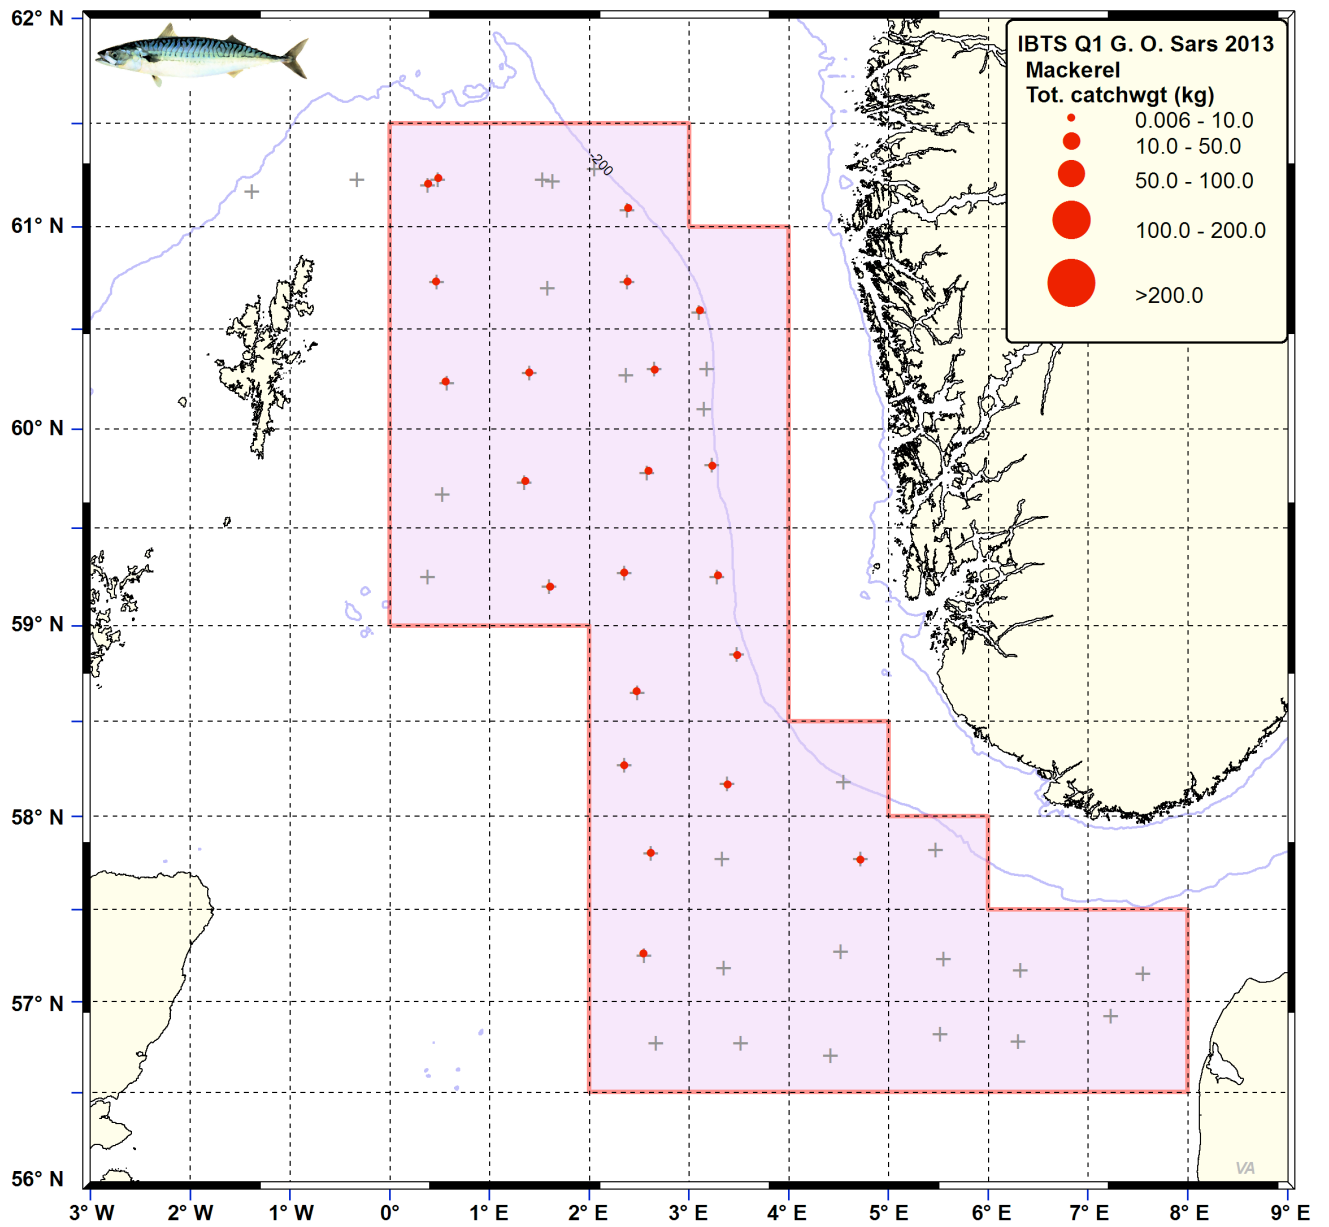 62° N
61° N
60° N
59° N
58° N
57° N
56° N
IBTS Q1 G. O. Sars 2013
Mackerel
Tot. catchwgt (kg)
0.006 - 10.0
10.0 - 50.0
50.0 - 100.0
100.0 - 200.0
>200.0
-200
VA
3°W
2°W
1°W
0°
1°E
2°E
3°E
4°E
5°E
6°E
7°E
8°E
9°E